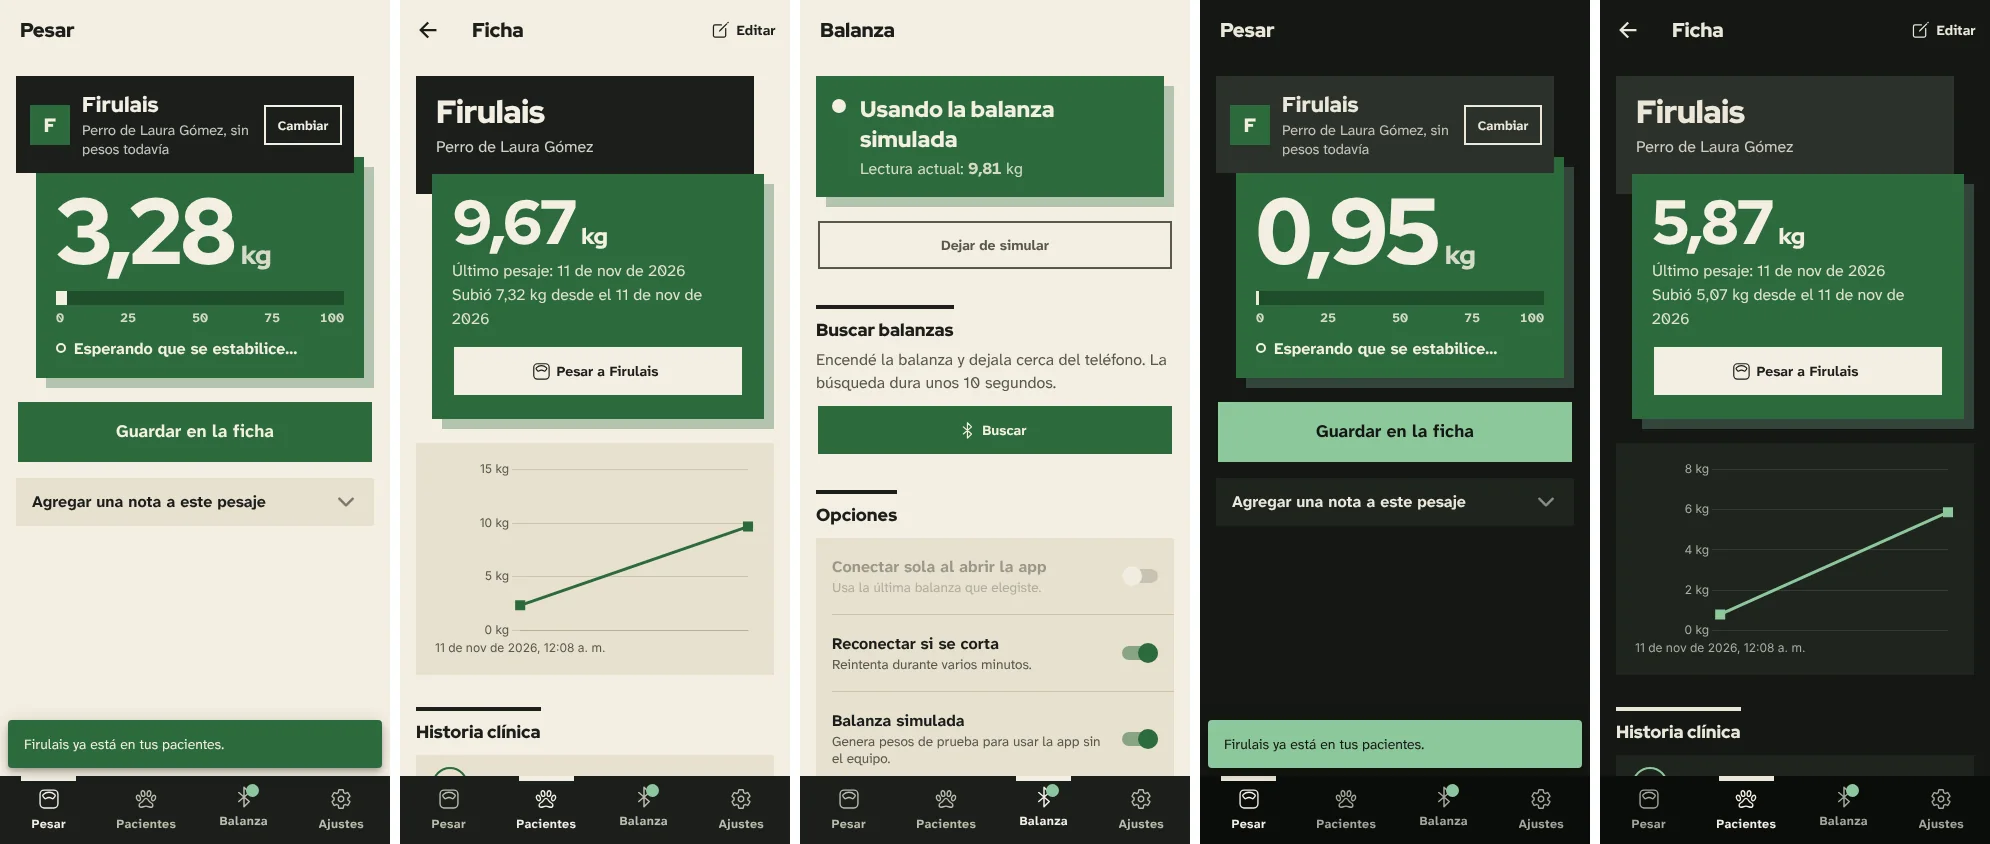 Pesar
F
Firulais
Perro de Laura Gómez, sin
pesos todavía
Cambiar
3,28 kg
0 25 50 75 100
Esperando que se estabilice...
Guardar en la ficha
Agregar una nota a este pesaje
Firulais ya está en tus pacientes.
Pesar Pacientes Balanza Ajustes
Ficha
Editar
Firulais
Perro de Laura Gómez
9,67 kg
Último pesaje: 11 de nov de 2026
Subió 7,32 kg desde el 11 de nov de
2026
Pesar a Firulais
15 kg
10 kg
5 kg
0 kg
11 de nov de 2026, 12:08 a. m.
Historia clínica
Pesar Pacientes Balanza Ajustes
Balanza
Usando la balanza
simulada
Lectura actual: 9,81 kg
Dejar de simular
Buscar balanzas
Encendé la balanza y dejala cerca del teléfono. La
búsqueda dura unos 10 segundos.
Buscar
Opciones
Conectar sola al abrir la app
Usa la última balanza que elegiste.
Reconectar si se corta
Reintenta durante varios minutos.
Balanza simulada
Genera pesos de prueba para usar la app sin
el equipo.
Pesar Pacientes Balanza Ajustes
Pesar
F
Firulais
Perro de Laura Gómez, sin
pesos todavía
Cambiar
0,95 kg
0 25 50 75 100
Esperando que se estabilice...
Guardar en la ficha
Agregar una nota a este pesaje
Firulais ya está en tus pacientes.
Pesar Pacientes Balanza Ajustes
Ficha
Editar
Firulais
Perro de Laura Gómez
5,87 kg
Último pesaje: 11 de nov de 2026
Subió 5,07 kg desde el 11 de nov de
2026
Pesar a Firulais
8 kg
6 kg
4 kg
2 kg
0 kg
11 de nov de 2026, 12:08 a. m.
Historia clínica
Pesar Pacientes Balanza Ajustes